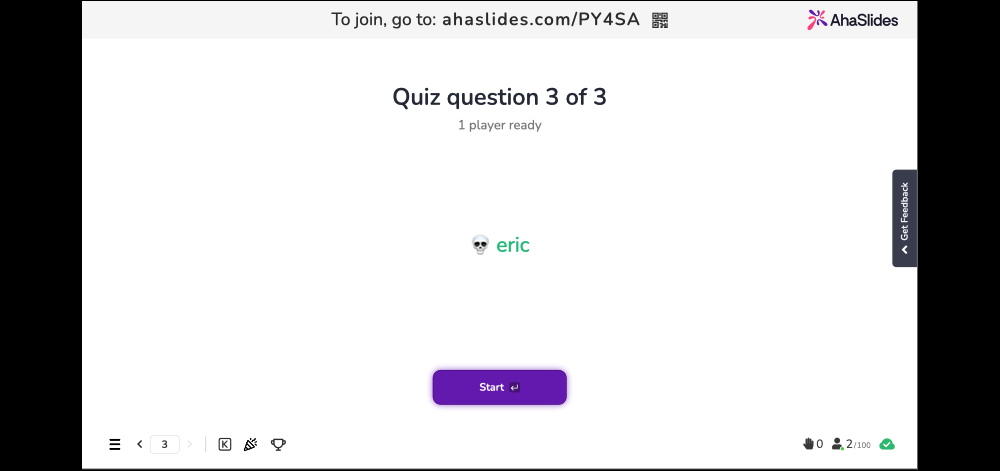 To join, go to: ahaslides.com/PY4SA
AhaSlides
Quiz question 3 of 3
1 player ready
Get Feedback
eric
Start
3
K
0
2/100